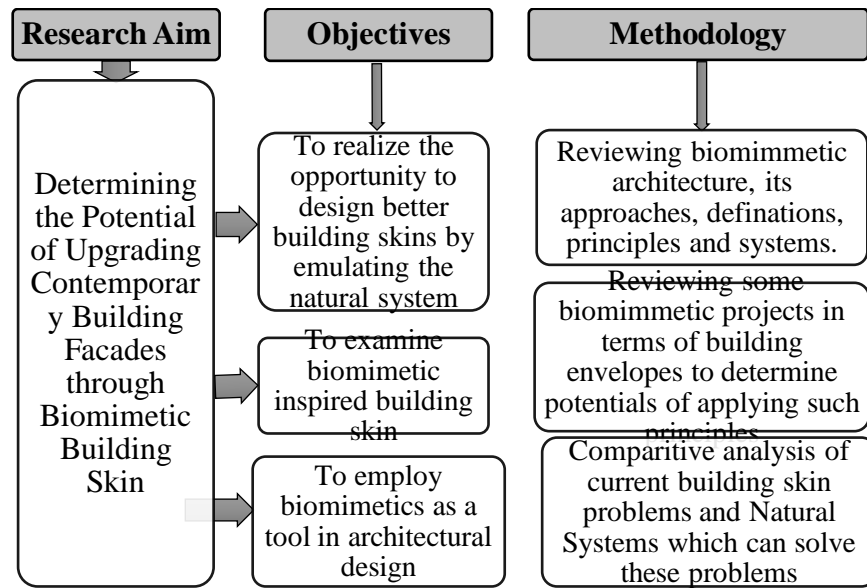 Research Aim
Determining
the Potential
of Upgrading
Contemporar
y Building
Facades
through
Biomimetic
Building
Skin
Objectives
To realize the
opportunity to
design better
building skins by
emulating the
natural system
To examine
biomimetic
inspired building
skin
To employ
biomimetics as a
tool in architectural
design
Methodology
Reviewing biomimmetic
architecture, its
approaches, definations,
principles and systems.
Reviewing some
biomimmetic projects in
terms of building
envelopes to determine
potentials of applying such
principles
Comparitive analysis of
current building skin
problems and Natural
Systems which can solve
these problems